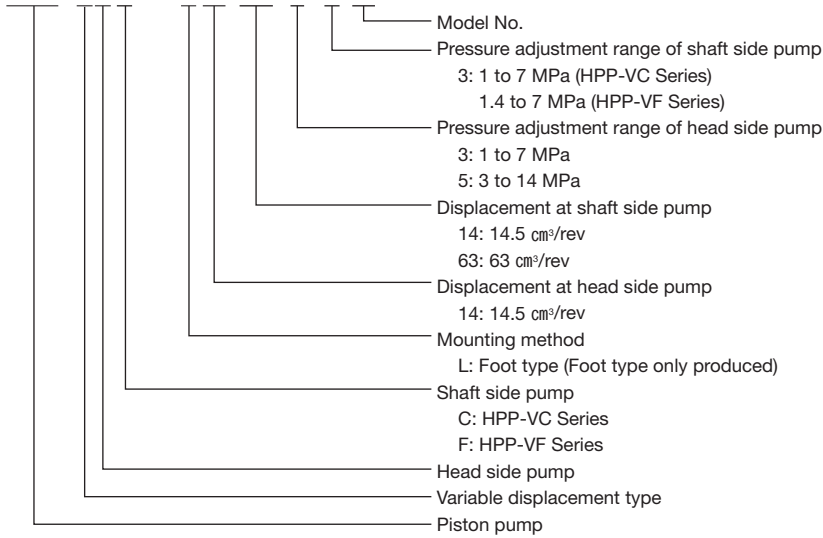 Model No.
Pressure adjustment range of shaft side pump
3: 1 to 7 MPa (HPP-VC Series)
1.4 to 7 MPa (HPP-VF Series)
Pressure adjustment range of head side pump
3: 1 to 7 MPa
5: 3 to 14 MPa
Displacement at shaft side pump
14: 14.5 cm³/rev
63: 63 cm³/rev
Displacement at head side pump
14: 14.5 cm³/rev
Mounting method
L: Foot type (Foot type only produced)
Shaft side pump
C: HPP-VC Series
F: HPP-VF Series
Head side pump
Variable displacement type
Piston pump